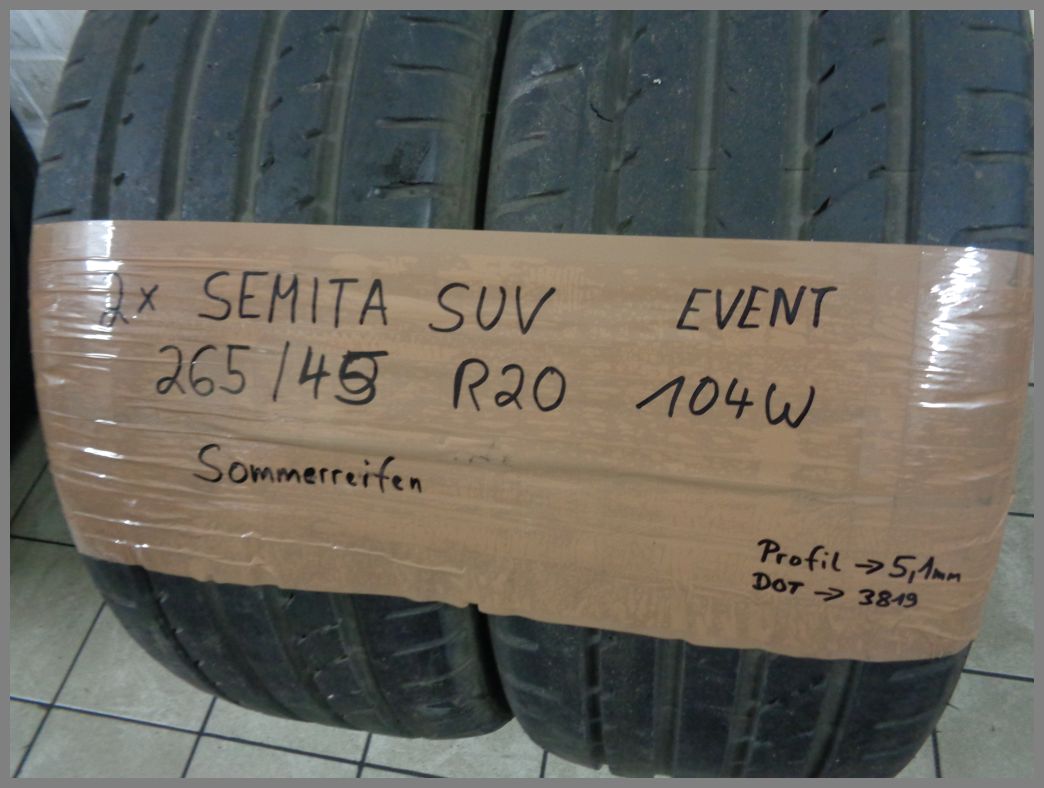 2x SEMITA SUV EVENT
265/45 R20 104W
Sommerreifen
Profil → 5,1mm
DOT → 3819